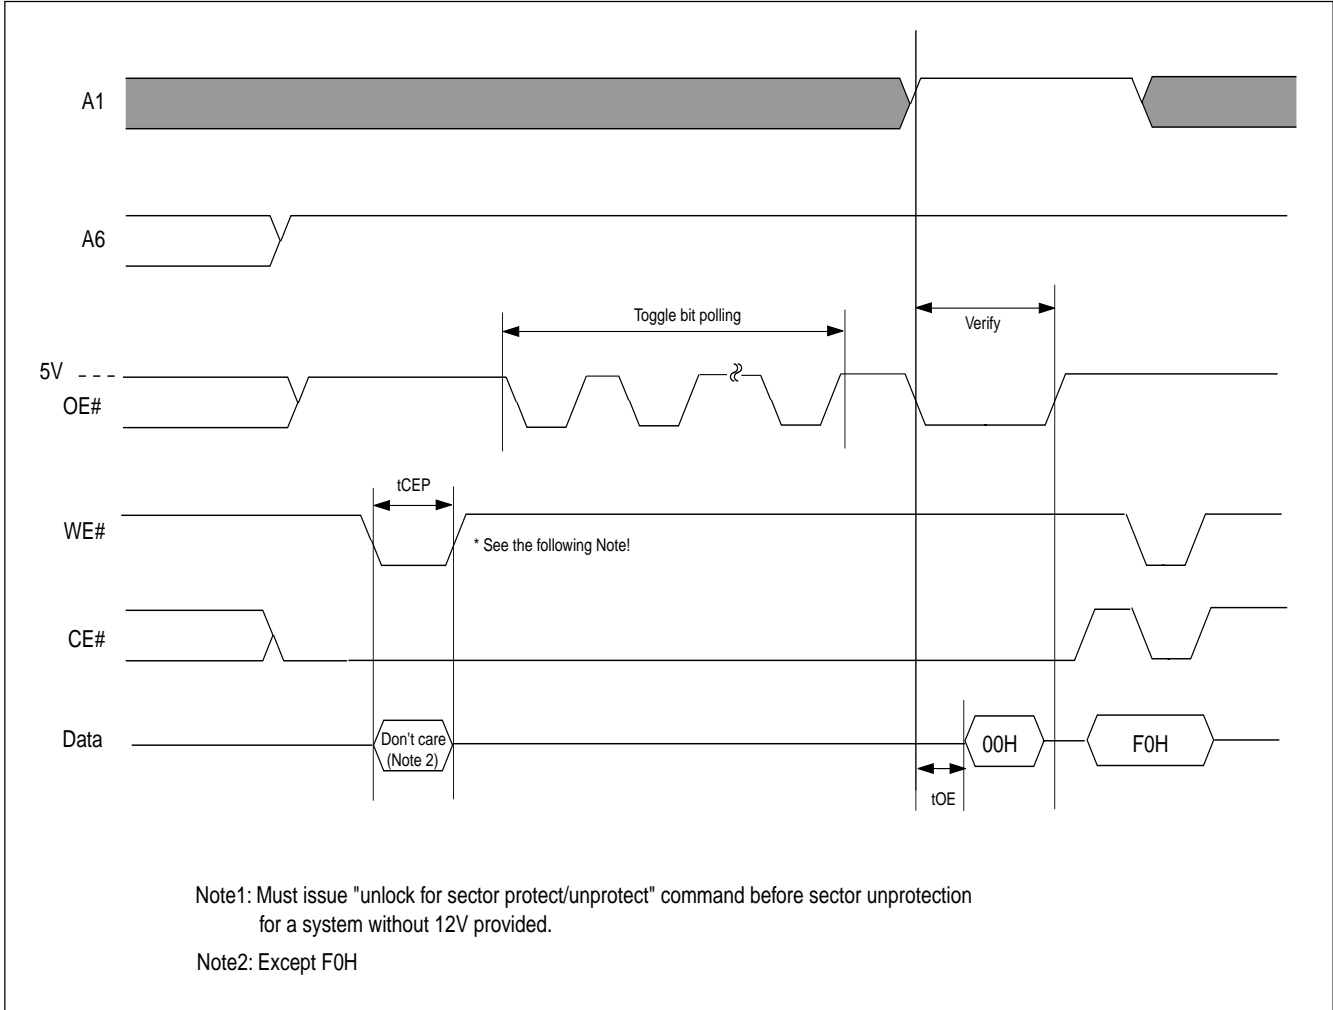 A1
A6
Toggle bit polling
Verify
5V
OE#
tCEP
WE#
* See the following Note!
CE#
Data
Don't care
(Note 2)
00H
F0H
tOE
Note1: Must issue "unlock for sector protect/unprotect" command before sector unprotection
for a system without 12V provided.
Note2: Except F0H